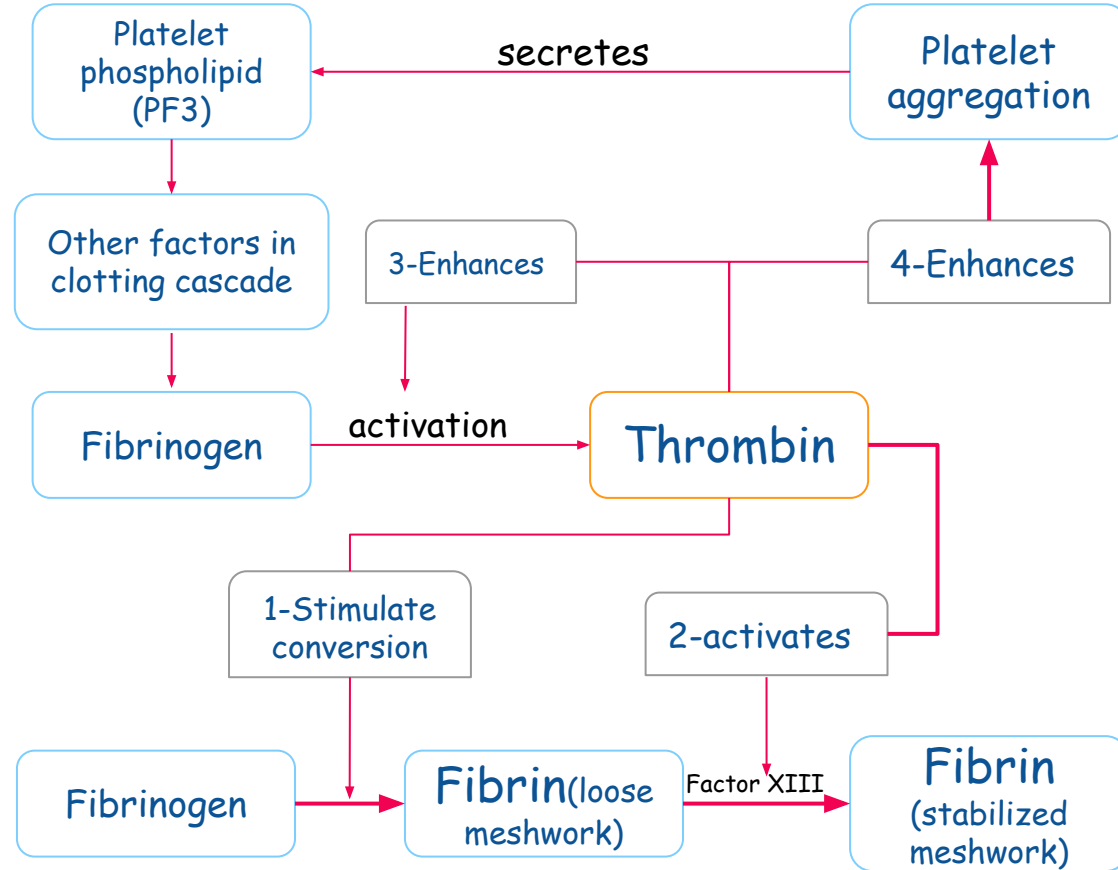 Platelet
phospholipid
(PF3)
secretes
Platelet
aggregation
Other factors in
clotting cascade
3-Enhances
4-Enhances
Fibrinogen
activation
Thrombin
1-Stimulate
conversion
2-activates
Fibrinogen
Fibrin(loose
meshwork)
Factor XIII
Fibrin
(stabilized
meshwork)